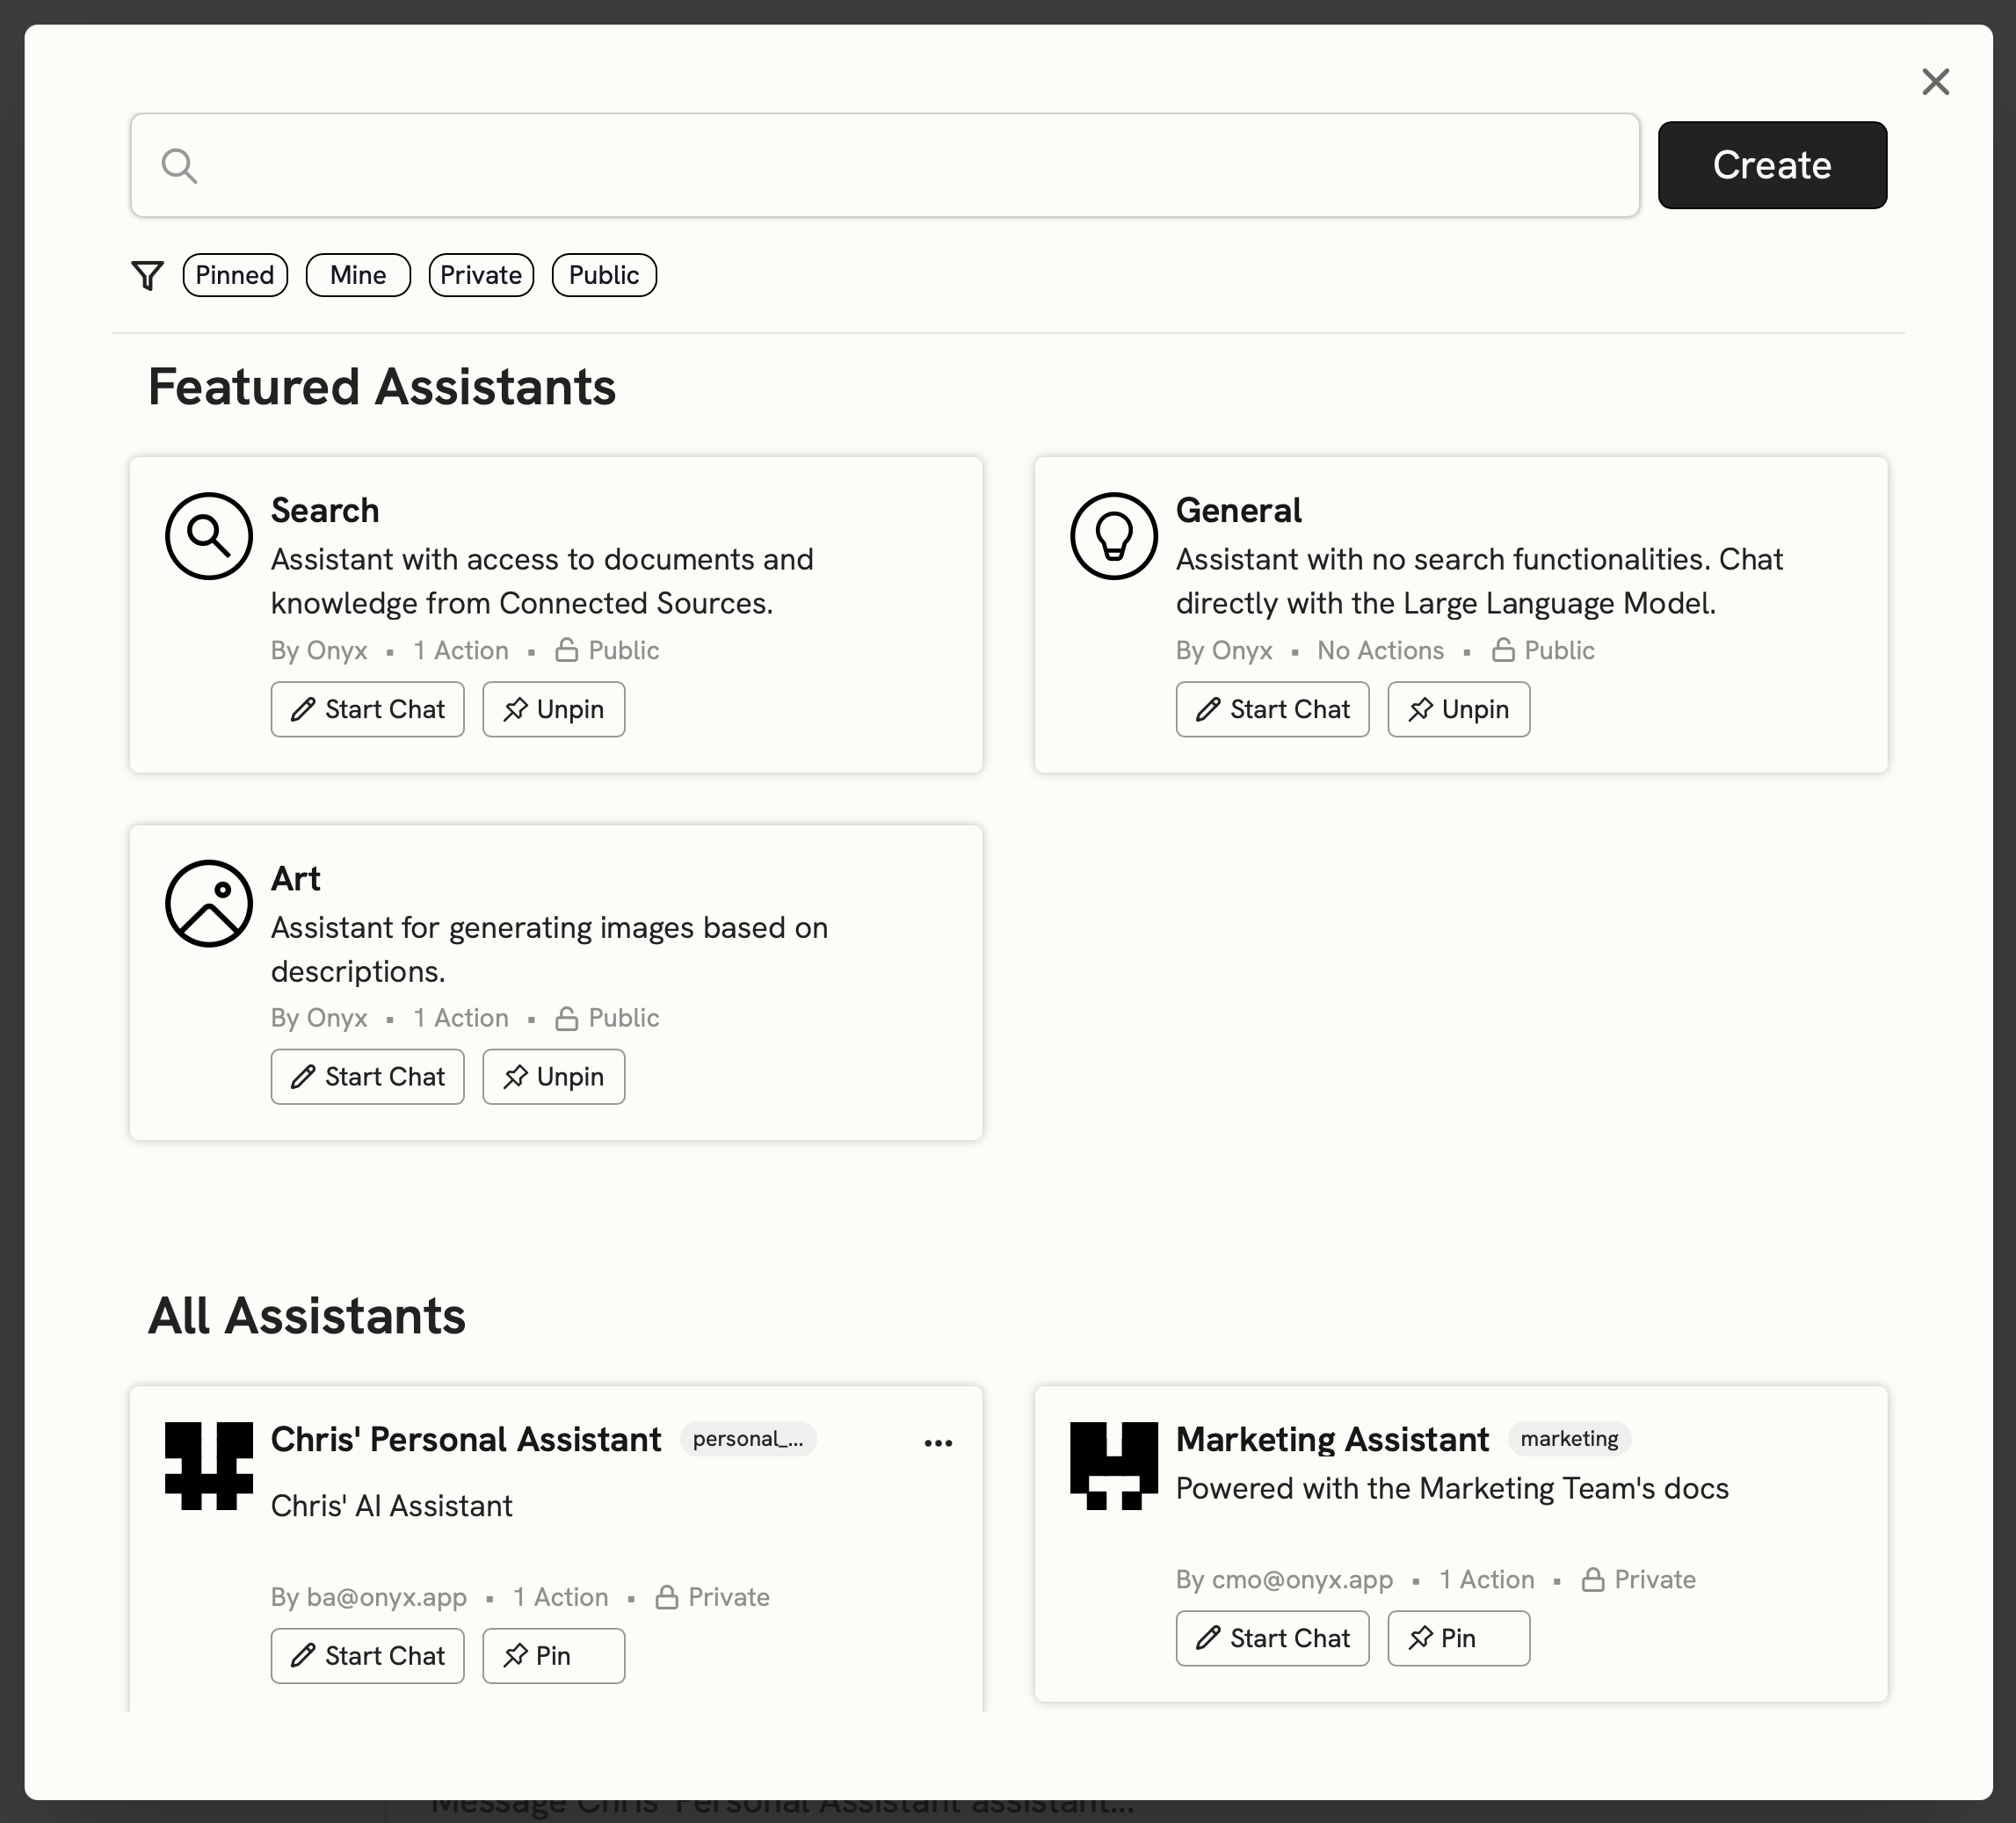 Create
Pinned
Mine
Private
Public
Featured Assistants
Search
Assistant with access to documents and
knowledge from Connected Sources.
By Onyx ▪ 1 Action ▪ Public
Start Chat
Unpin
General
Assistant with no search functionalities. Chat
directly with the Large Language Model.
By Onyx ▪ No Actions ▪ Public
Start Chat
Unpin
Art
Assistant for generating images based on
descriptions.
By Onyx ▪ 1 Action ▪ Public
Start Chat
Unpin
All Assistants
Chris' Personal Assistant personal_...
Chris' AI Assistant
By ba@onyx.app ▪ 1 Action ▪ Private
Start Chat
Pin
Marketing Assistant marketing
Powered with the Marketing Team's docs
By cmo@onyx.app ▪ 1 Action ▪ Private
Start Chat
Pin
Message Chris' Personal Assistant assistant...